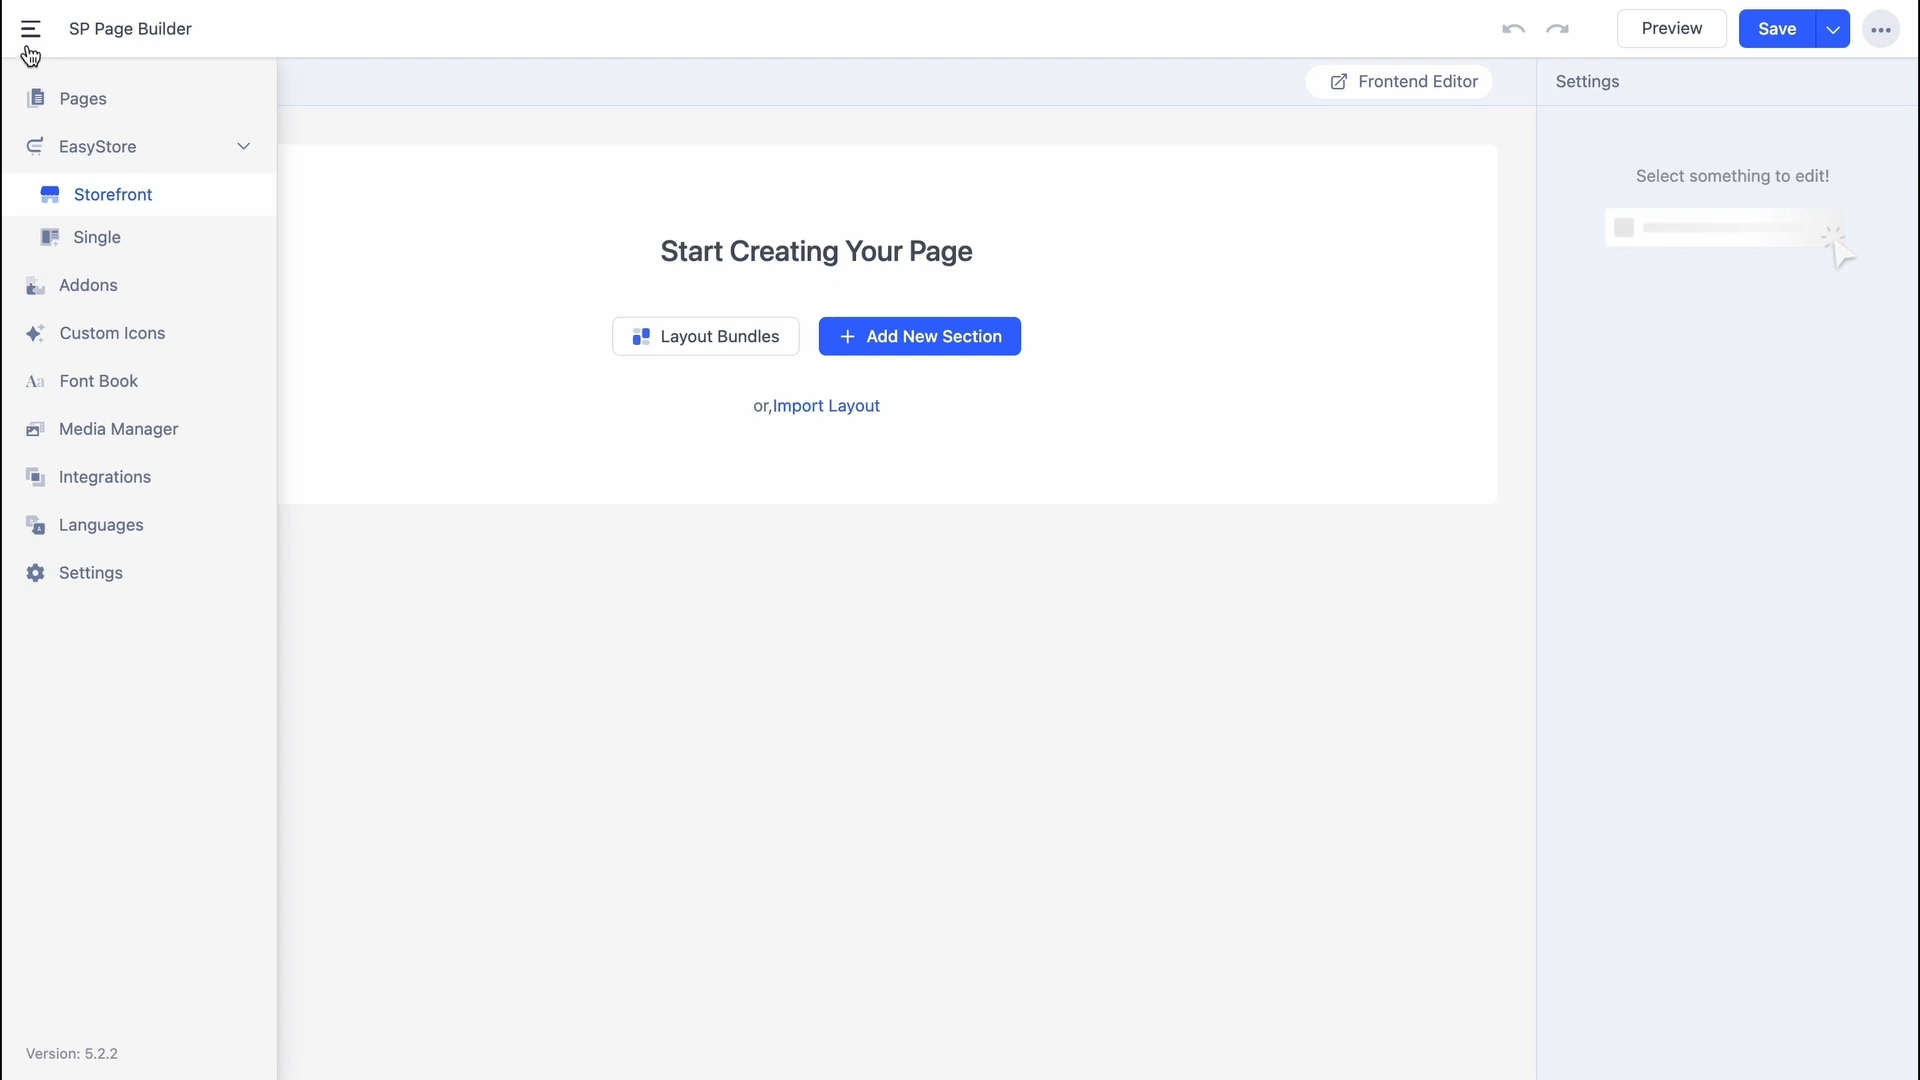 SP Page Builder
Preview
Save
Pages
Frontend Editor
Settings
EasyStore
Select something to edit!
Storefront
Single
Start Creating Your Page
Addons
Layout Bundles
Add New Section
Custom Icons
Font Book
or,Import Layout
Media Manager
Integrations
Languages
Settings
Version: 5.2.2